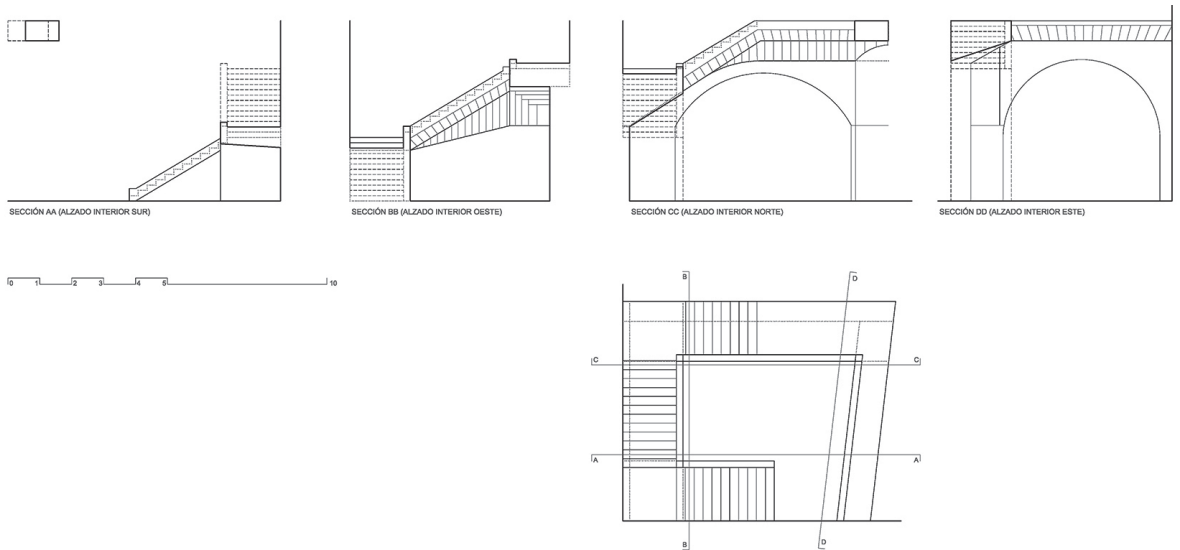 SECCIÓN AA (ALZADO INTERIOR SUR)
SECCIÓN BB (ALZADO INTERIOR OESTE)
SECCIÓN CC (ALZADO INTERIOR NORTE)
SECCIÓN DD (ALZADO INTERIOR ESTE)
0 1 2 3 4 5 10
B D
C C
A A
D
B